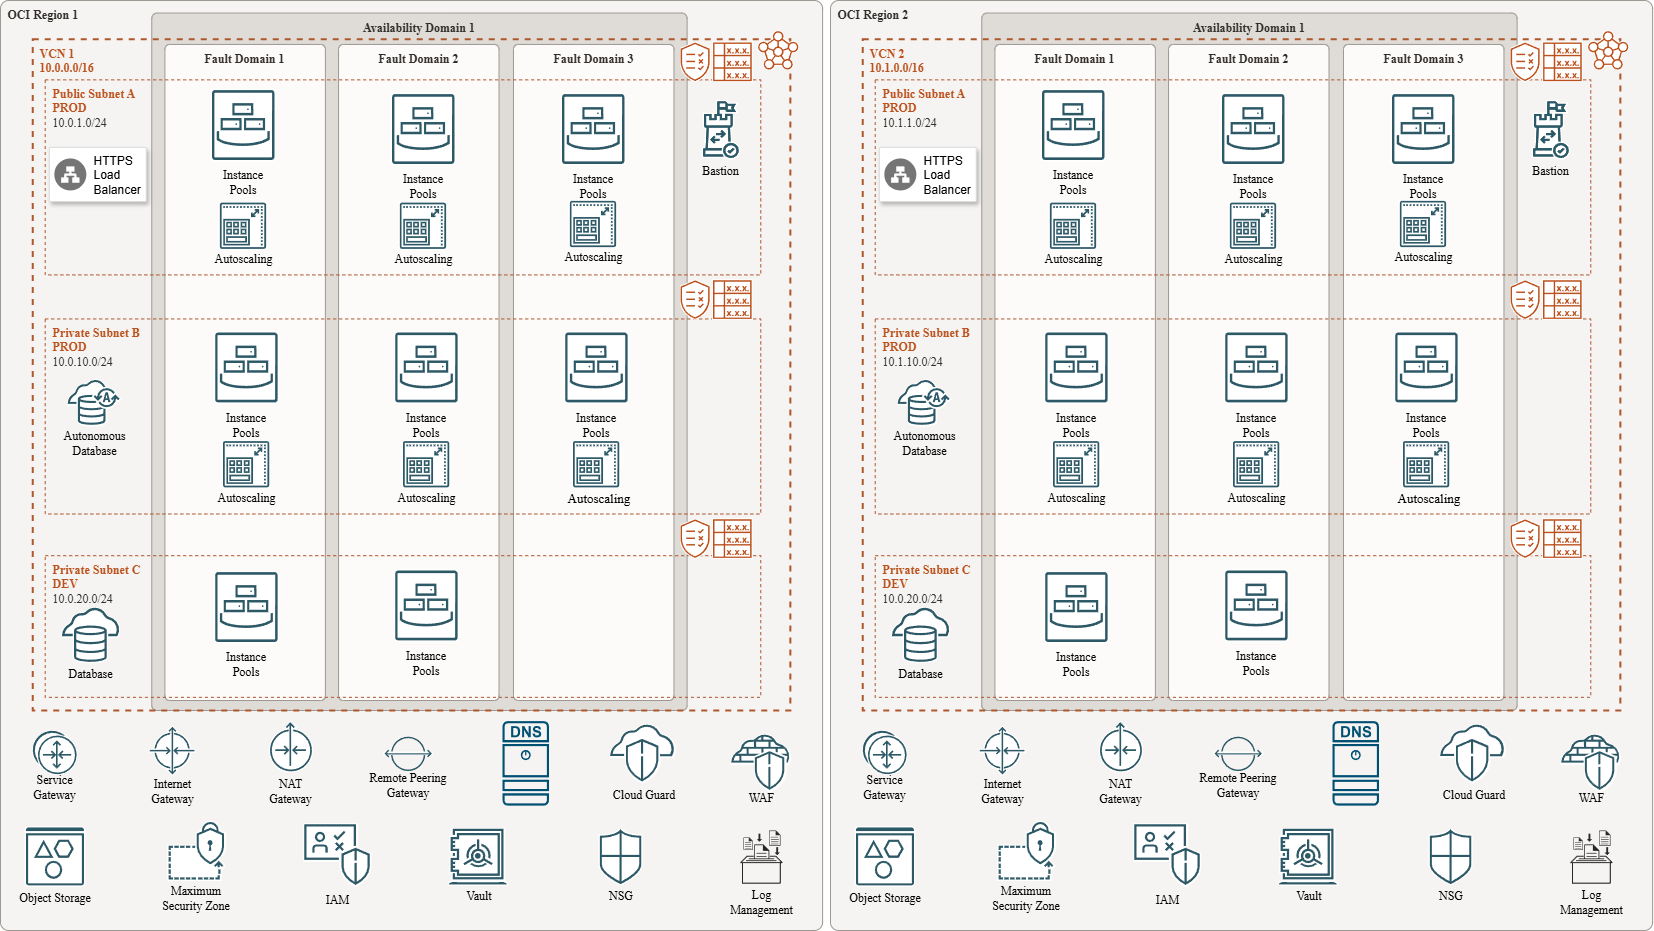 OCI Region 1
Availability Domain 1
VCN 1
10.0.0.0/16
Fault Domain 1
Fault Domain 2
Fault Domain 3
x.x.x.
x.x.x.
x.x.x.
Public Subnet A
PROD
10.0.1.0/24
HTTPS
Load
Balancer
Instance
Pools
Instance
Pools
Instance
Pools
Bastion
Autoscaling
Autoscaling
Autoscaling
x.x.x.
x.x.x.
x.x.x.
Private Subnet B
PROD
10.0.10.0/24
A
Autonomous
Database
Instance
Pools
Instance
Pools
Instance
Pools
Autoscaling
Autoscaling
Autoscaling
x.x.x.
x.x.x.
x.x.x.
Private Subnet C
DEV
10.0.20.0/24
Database
Instance
Pools
Instance
Pools
Service
Gateway
Internet
Gateway
NAT
Gateway
Remote Peering
Gateway
DNS
Cloud Guard
WAF
Object Storage
Maximum
Security Zone
IAM
Vault
NSG
Log
Management
OCI Region 2
Availability Domain 1
VCN 2
10.1.0.0/16
Fault Domain 1
Fault Domain 2
Fault Domain 3
x.x.x.
x.x.x.
x.x.x.
Public Subnet A
PROD
10.1.1.0/24
HTTPS
Load
Balancer
Instance
Pools
Instance
Pools
Instance
Pools
Bastion
Autoscaling
Autoscaling
Autoscaling
x.x.x.
x.x.x.
x.x.x.
Private Subnet B
PROD
10.1.10.0/24
A
Autonomous
Database
Instance
Pools
Instance
Pools
Instance
Pools
Autoscaling
Autoscaling
Autoscaling
x.x.x.
x.x.x.
x.x.x.
Private Subnet C
DEV
10.0.20.0/24
Database
Instance
Pools
Instance
Pools
Service
Gateway
Internet
Gateway
NAT
Gateway
Remote Peering
Gateway
DNS
Cloud Guard
WAF
Object Storage
Maximum
Security Zone
IAM
Vault
NSG
Log
Management